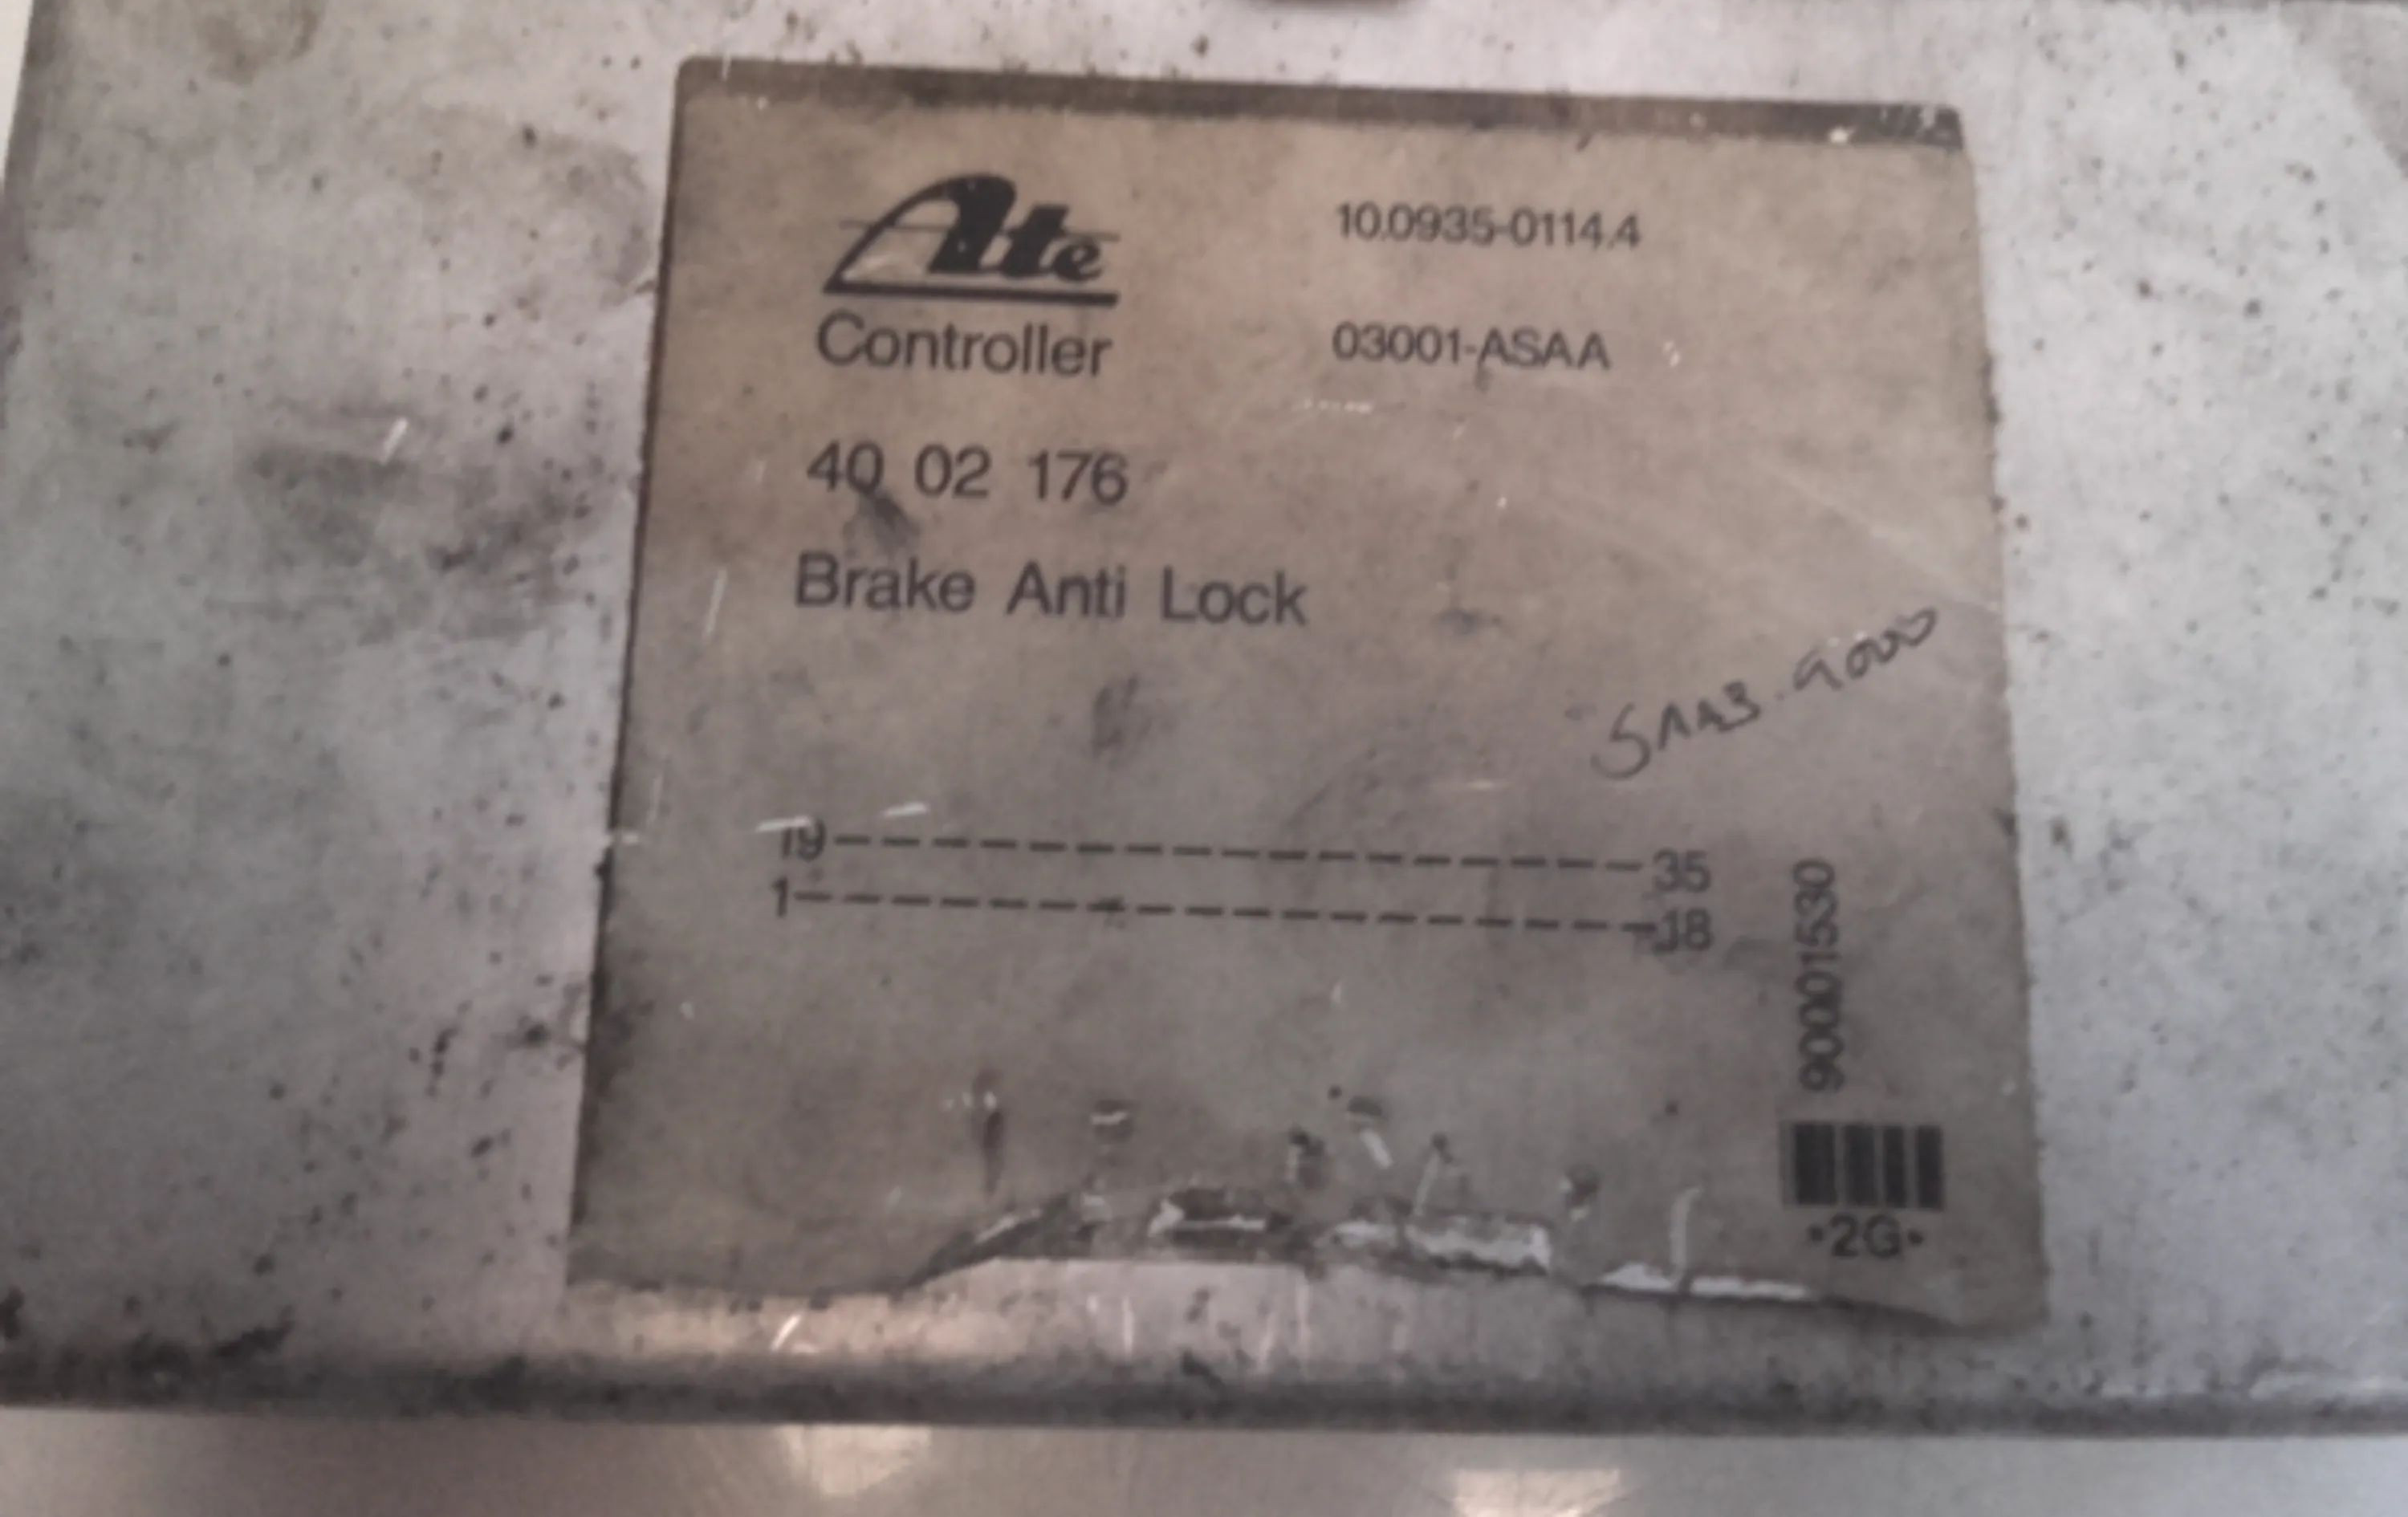 Ate
10.0935-0114.4
Controller
03001-ASAA
40 02 176
Brake Anti Lock
SAAB.9000
19-----------------35
1------------------18
90001530
·2G·